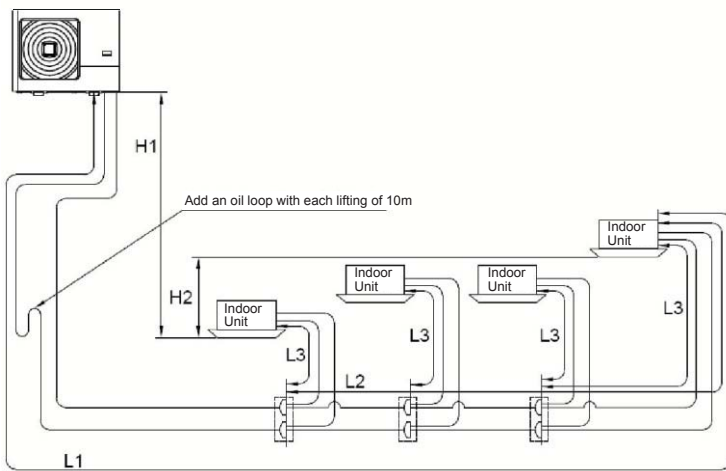 H1
Add an oil loop with each lifting of 10m
Indoor
Unit
H2
Indoor
Unit
Indoor
Unit
Indoor
Unit
L3
L3
L3
L3
L2
L1